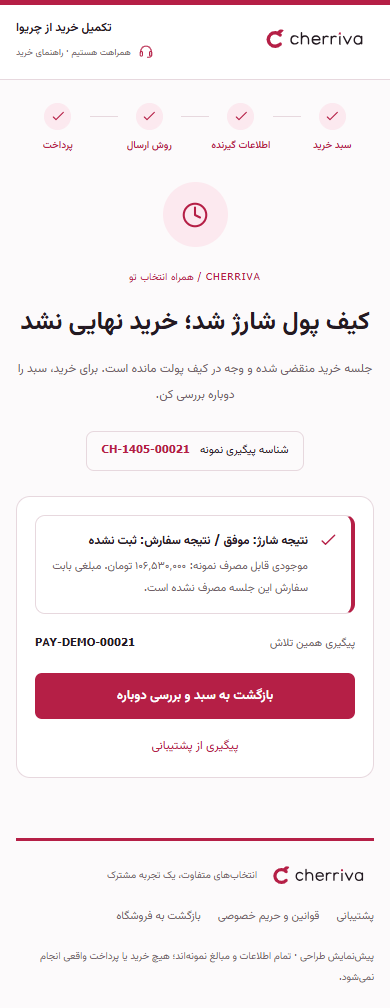 cherriva
تکمیل خرید از چریوا
همراهت هستیم · راهنمای خرید
سبد خرید
اطلاعات گیرنده
روش ارسال
پرداخت
CHERRIVA / همراه انتخاب تو
کیف پول شارژ شد؛ خرید نهایی نشد
جلسه خرید منقضی شده و وجه در کیف پولت مانده است. برای خرید، سبد را
دوباره بررسی کن.
شناسه پیگیری نمونه CH-1405-00021
نتیجه شارژ: موفق / نتیجه سفارش: ثبت نشده
موجودی قابل مصرف نمونه: ۱۰۶,۵۳۰,۰۰۰ تومان. مبلغی بابت
سفارش این جلسه مصرف نشده است.
پیگیری همین تلاش PAY-DEMO-00021
بازگشت به سبد و بررسی دوباره
پیگیری از پشتیبانی
cherriva انتخاب‌های متفاوت، یک تجربه مشترک
پشتیبانی قوانین و حریم خصوصی بازگشت به فروشگاه
پیش‌نمایش طراحی · تمام اطلاعات و مبالغ نمونه‌اند؛ هیچ خرید یا پرداخت واقعی انجام
نمی‌شود.